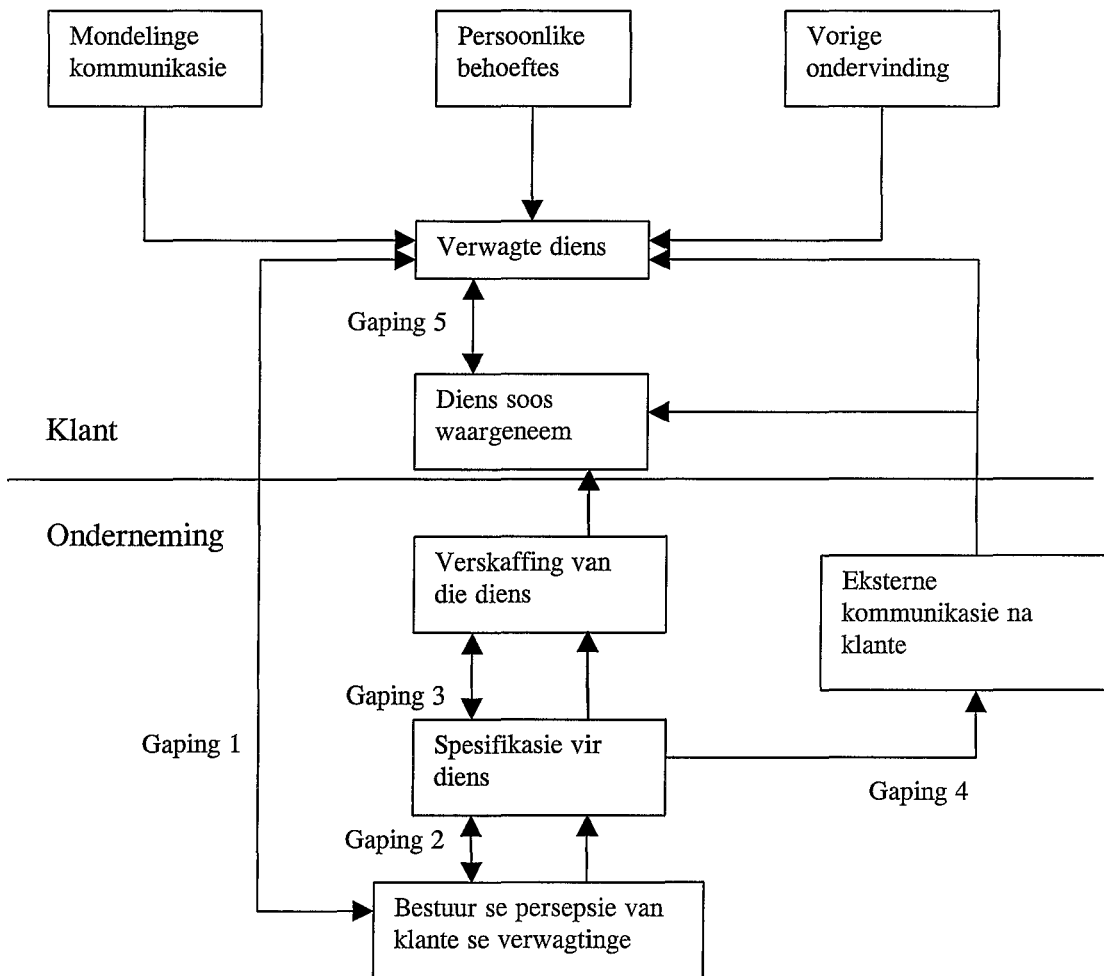 Mondelinge
kommunikasie
Persoonlike
behoeftes
Vorige
ondervinding
Verwagte diens
Gaping 5
Diens soos
waargeneem
Klant
Onderneming
Verskaffing van
die diens
Eksterne
kommunikasie na
klante
Gaping 3
Gaping 1
Spesifikasie vir
diens
Gaping 4
Gaping 2
Bestuur se persepsie van
klante se verwagtinge